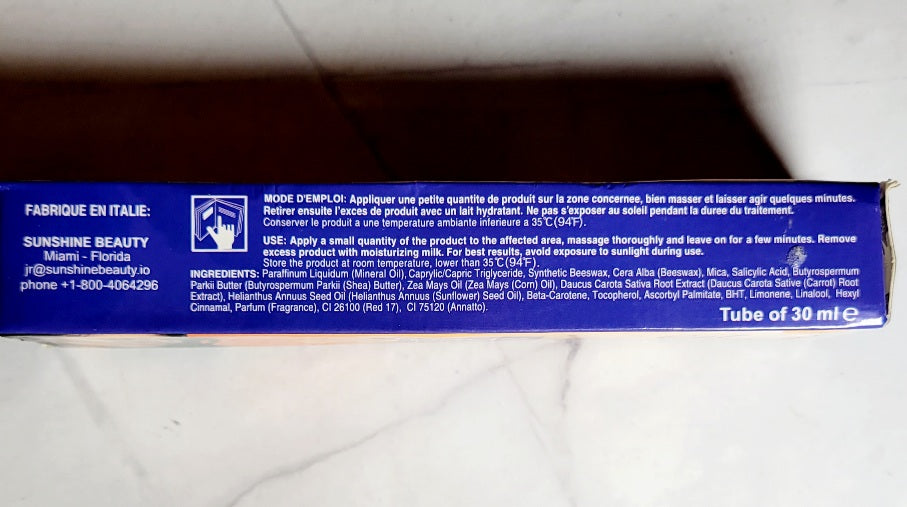 FABRIQUE EN ITALIE:
SUNSHINE BEAUTY
Miami - Florida
jr@sunshinebeauty.io
phone +1-800-4064296
MODE D'EMPLOI: Appliquer une petite quantite de produit sur la zone concernee, bien masser et laisser agir quelques minutes.
Retirer ensuite l'exces de produit avec un lait hydratant. Ne pas s'exposer au soleil pendant la duree du traitement.
Conserver le produit a une temperature ambiante inferieure a 35℃(94℉).
USE: Apply a small quantity of the product to the affected area, massage thoroughly and leave on for a few minutes. Remove
excess product with moisturizing milk. For best results, avoid exposure to sunlight during use.
Store the product at room temperature, lower than 35℃(94℉).
INGREDIENTS: Paraffinum Liquidum (Mineral Oil), Caprylic/Capric Triglyceride, Synthetic Beeswax, Cera Alba (Beeswax), Mica, Salicylic Acid, Butyrospermum
Parkii Butter (Butyrospermum Parkii (Shea) Butter), Zea Mays Oil (Zea Mays (Corn) Oil), Daucus Carota Sativa Root Extract (Daucus Carota Sative (Carrot) Root
Extract), Helianthus Annuus Seed Oil (Helianthus Annuus (Sunflower) Seed Oil), Beta-Carotene, Tocopherol, Ascorbyl Palmitate, BHT, Limonene, Linalool, Hexyl
Cinnamal, Parfum (Fragrance), CI 26100 (Red 17), CI 75120 (Annatto).
Tube of 30 ml ℮